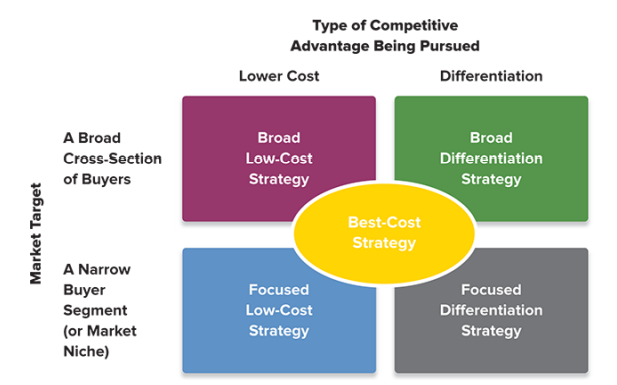 Type of Competitive
Advantage Being Pursued
Lower Cost
Differentiation
Market Target
A Broad
Cross-Section
of Buyers
Broad
Low-Cost
Strategy
Broad
Differentiation
Strategy
Best-Cost
Strategy
A Narrow
Buyer
Segment
(or Market
Niche)
Focused
Low-Cost
Strategy
Focused
Differentiation
Strategy